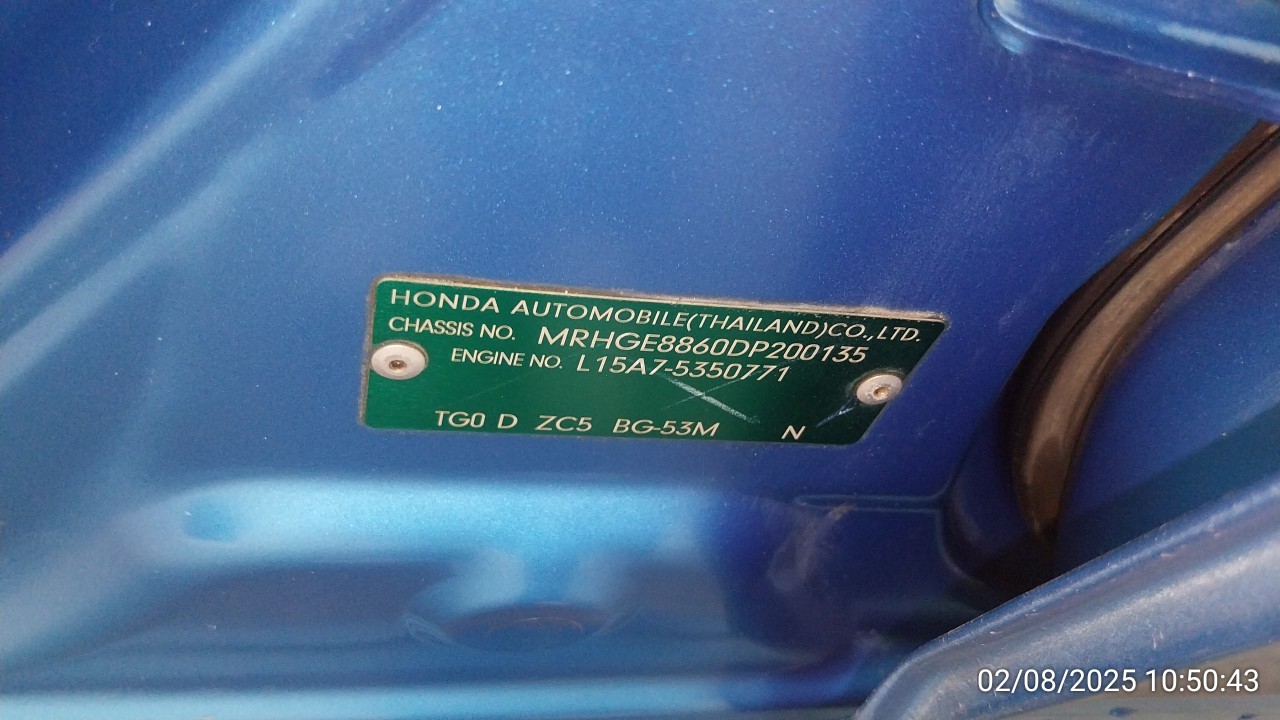 HONDA AUTOMOBILE(THAILAND)CO.,LTD.
CHASSIS NO. MRHGE8860DP200135
ENGINE NO. L15A7-5350771
TG0 D ZC5 BG-53M N
02/08/2025 10:50:43